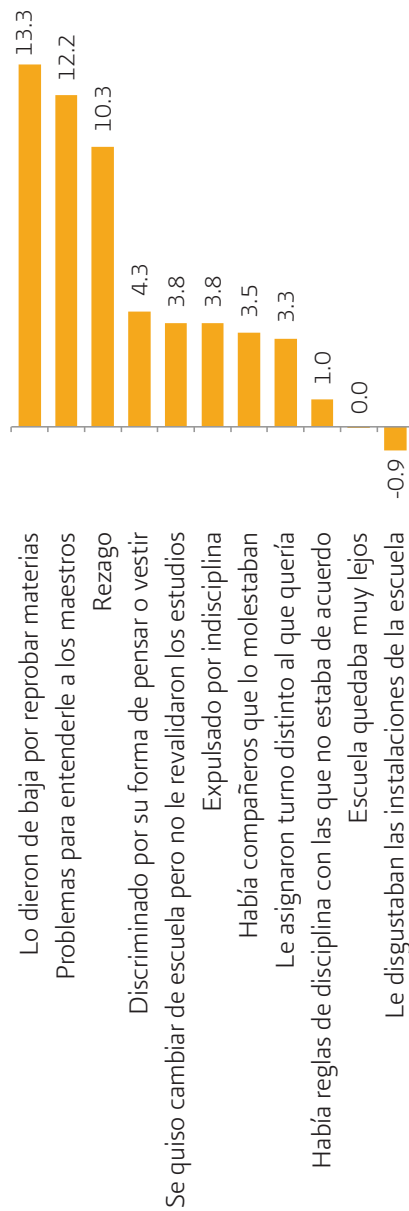 Lo dieron de baja por reprobar materias
13.3
Problemas para entenderle a los maestros
12.2
Rezago
10.3
Discriminado por su forma de pensar o vestir
4.3
Se quiso cambiar de escuela pero no le revalidaron los estudios
3.8
Expulsado por indisciplina
3.8
Había compañeros que lo molestaban
3.5
Le asignaron turno distinto al que quería
3.3
Había reglas de disciplina con las que no estaba de acuerdo
1.0
Escuela quedaba muy lejos
0.0
Le disgustaban las instalaciones de la escuela
-0.9